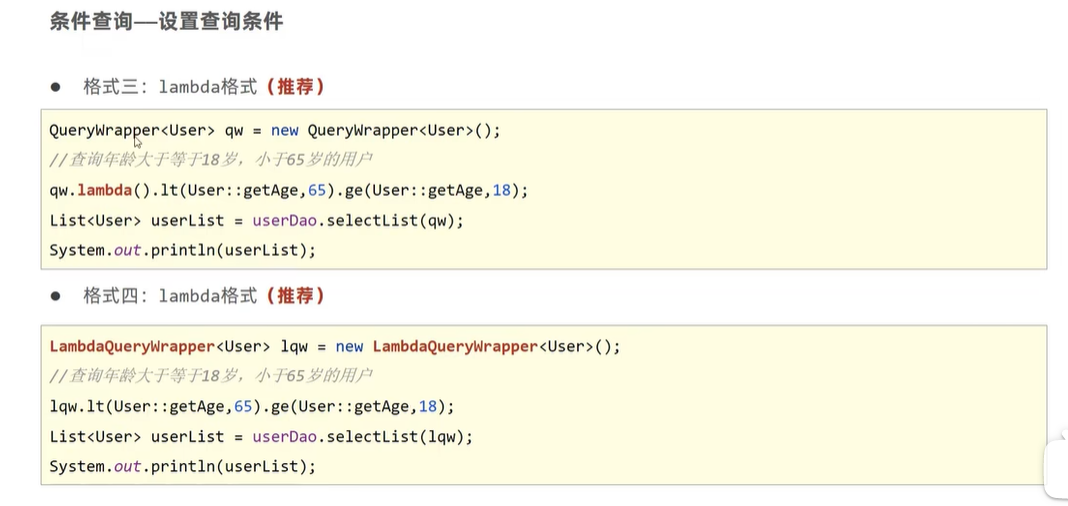 条件查询——设置查询条件
● 格式三：lambda格式（推荐）
QueryWrapper<User> qw = new QueryWrapper<User>();
//查询年龄大于等于18岁，小于65岁的用户
qw.lambda().lt(User::getAge,65).ge(User::getAge,18);
List<User> userList = userDao.selectList(qw);
System.out.println(userList);
● 格式四：lambda格式（推荐）
LambdaQueryWrapper<User> lqw = new LambdaQueryWrapper<User>();
//查询年龄大于等于18岁，小于65岁的用户
lqw.lt(User::getAge,65).ge(User::getAge,18);
List<User> userList = userDao.selectList(lqw);
System.out.println(userList);